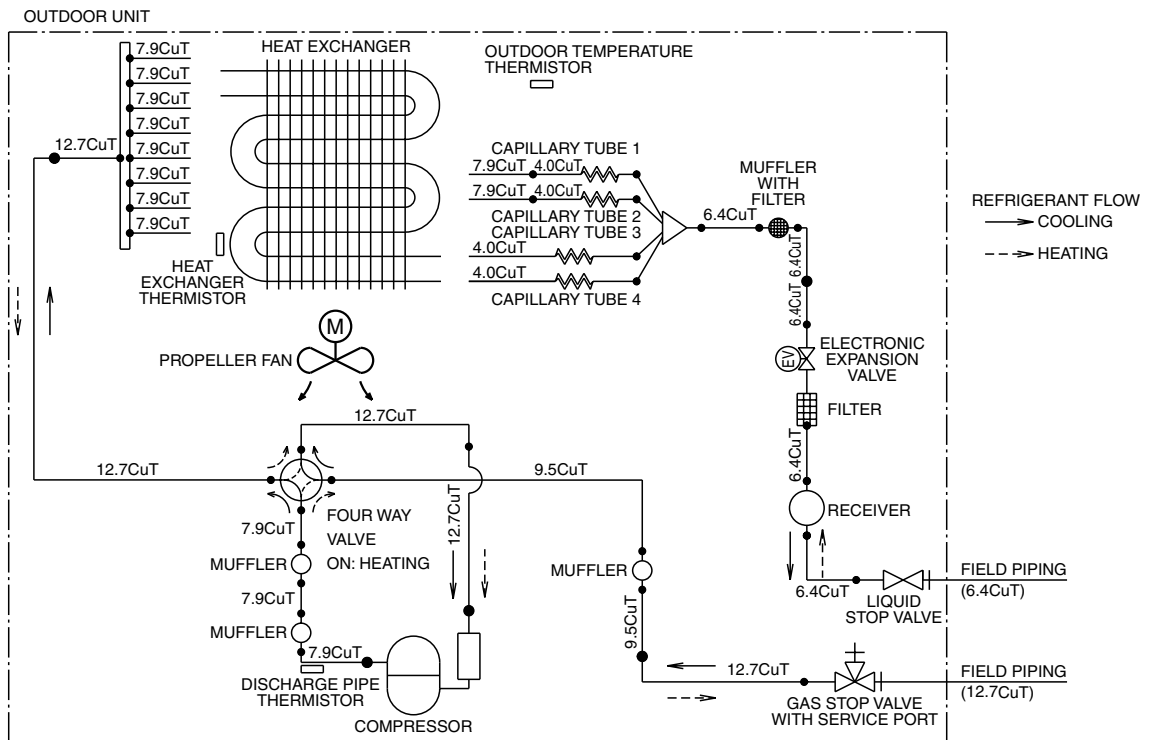 OUTDOOR UNIT
7.9CuT
7.9CuT
7.9CuT
7.9CuT
7.9CuT
7.9CuT
7.9CuT
7.9CuT
12.7CuT
HEAT EXCHANGER
OUTDOOR TEMPERATURE
THERMISTOR
HEAT
EXCHANGER
THERMISTOR
CAPILLARY TUBE 1
7.9CuT
4.0CuT
7.9CuT
4.0CuT
CAPILLARY TUBE 2
CAPILLARY TUBE 3
4.0CuT
4.0CuT
CAPILLARY TUBE 4
6.4CuT
MUFFLER
WITH
FILTER
6.4CuT
6.4CuT
REFRIGERANT FLOW
COOLING
HEATING
M
PROPELLER FAN
EV
ELECTRONIC
EXPANSION
VALVE
FILTER
6.4CuT
RECEIVER
12.7CuT
12.7CuT
9.5CuT
12.7CuT
7.9CuT
FOUR WAY
VALVE
ON: HEATING
MUFFLER
7.9CuT
MUFFLER
7.9CuT
DISCHARGE PIPE
THERMISTOR
COMPRESSOR
MUFFLER
9.5CuT
6.4CuT
LIQUID
STOP VALVE
FIELD PIPING
(6.4CuT)
12.7CuT
GAS STOP VALVE
WITH SERVICE PORT
FIELD PIPING
(12.7CuT)